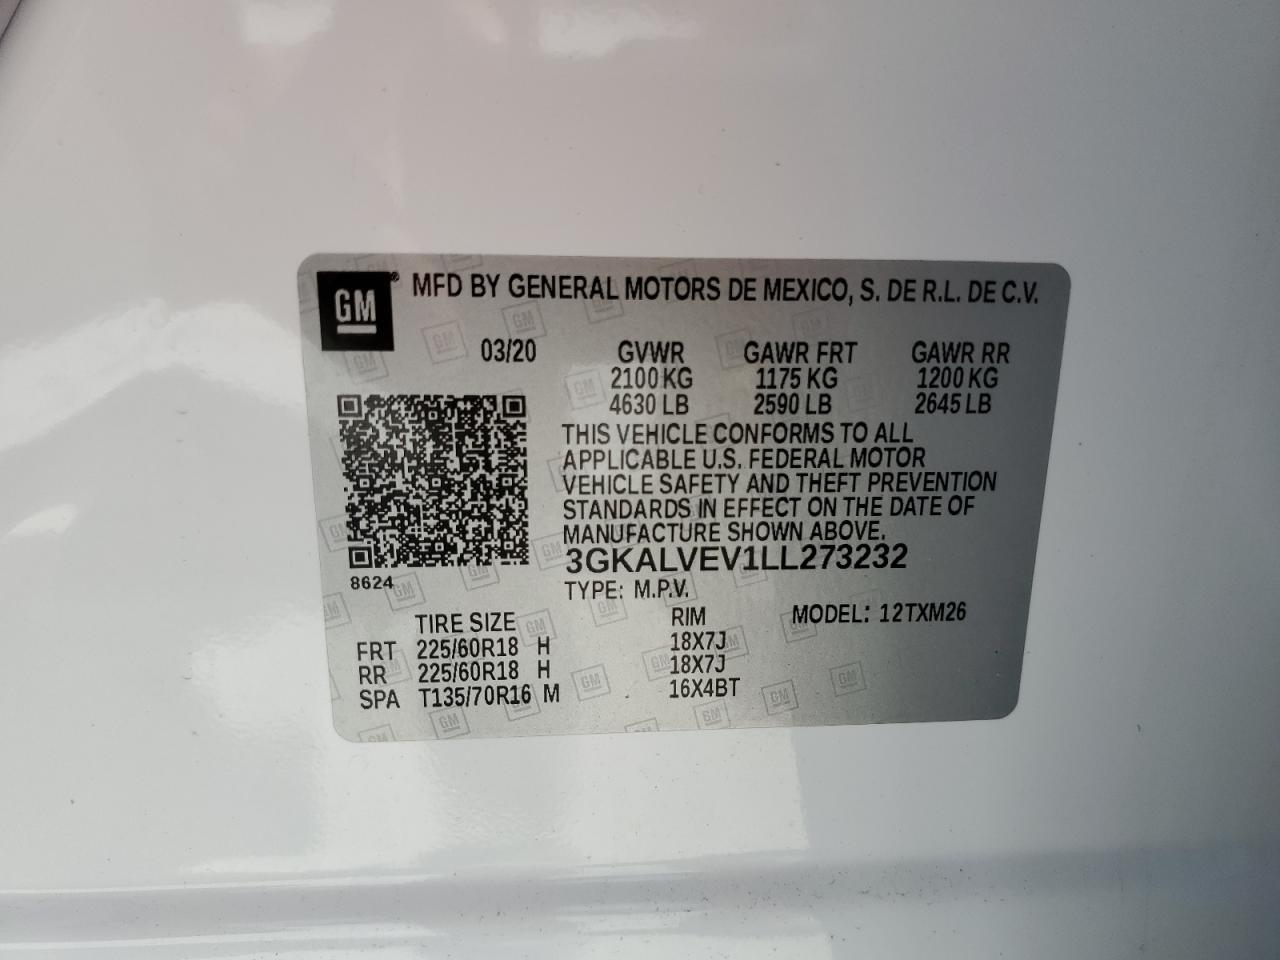 GM® MFD BY GENERAL MOTORS DE MEXICO, S. DE R.L. DE C.V.
03/20 GVWR GAWR FRT GAWR RR
2100 KG 1175 KG 1200 KG
4630 LB 2590 LB 2645 LB
THIS VEHICLE CONFORMS TO ALL
APPLICABLE U.S. FEDERAL MOTOR
VEHICLE SAFETY AND THEFT PREVENTION
STANDARDS IN EFFECT ON THE DATE OF
MANUFACTURE SHOWN ABOVE.
3GKALVEV1LL273232
8624 TYPE: M.P.V.
TIRE SIZE RIM MODEL: 12TXM26
FRT 225/60R18 H 18X7J
RR 225/60R18 H 18X7J
SPA T135/70R16 M 16X4BT